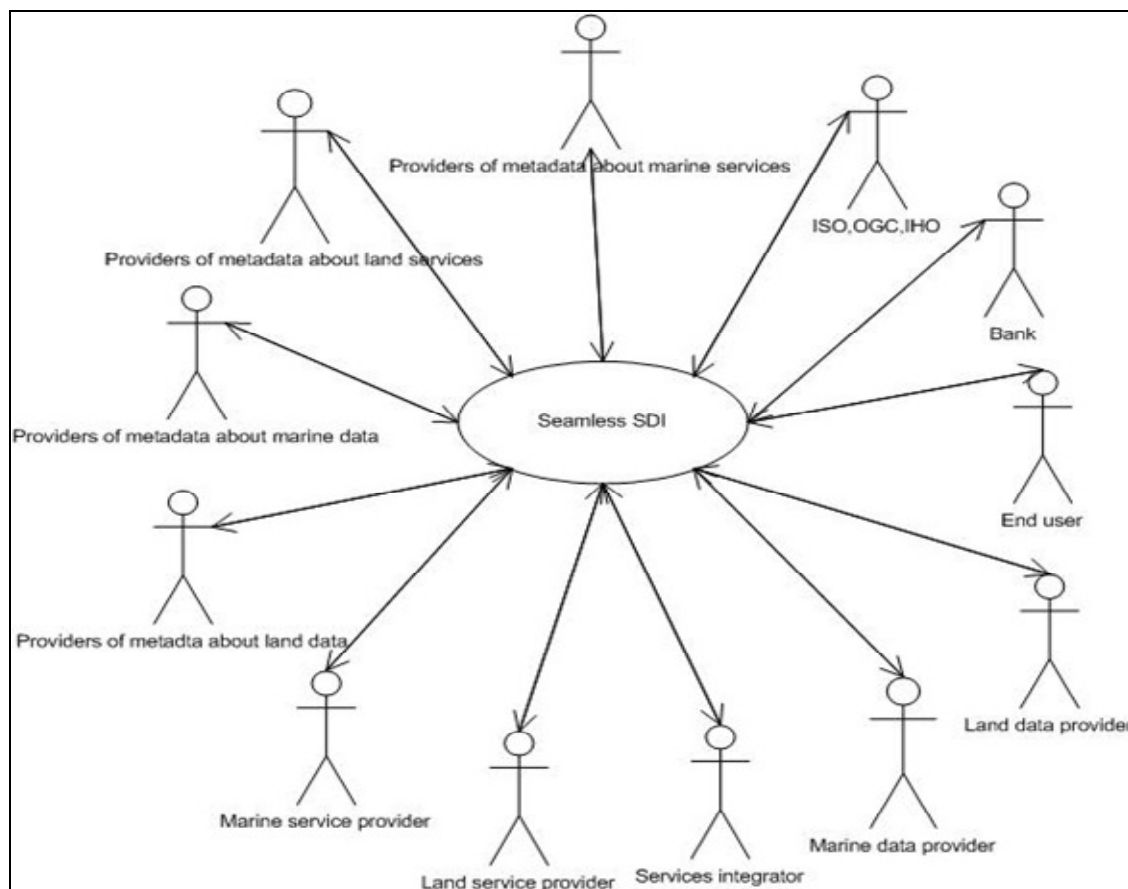 Providers of metadata about marine services
ISO,OGC,IHO
Providers of metadata about land services
Bank
Seamless SDI
Providers of metadata about marine data
End user
Providers of metadta about land data
Land data provider
Marine service provider
Marine data provider
Land service provider
Services integrator